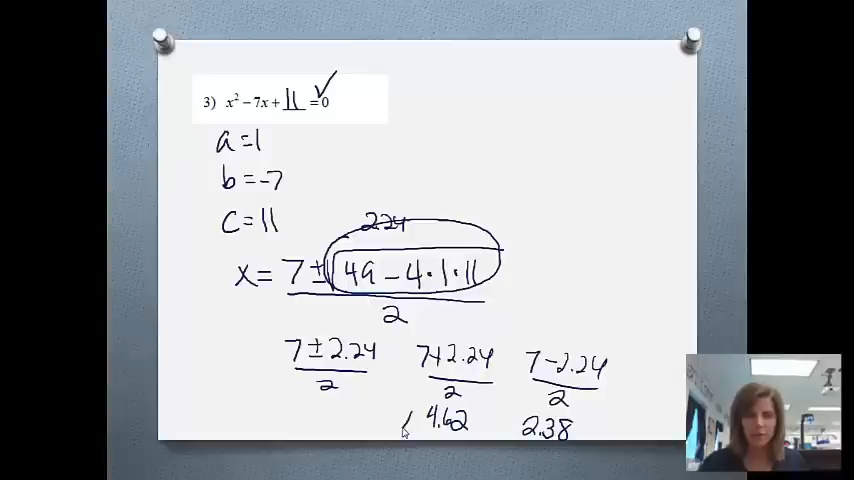 3) x² − 7x + 11 = 0 ✓
a = 1
b = -7
c = 11
2.24
x = 7 ± √49 − 4 · 1 · 11
2
7 ± 2.24 7 + 2.24 7 − 2.24
2 2 2
4.62 2.38